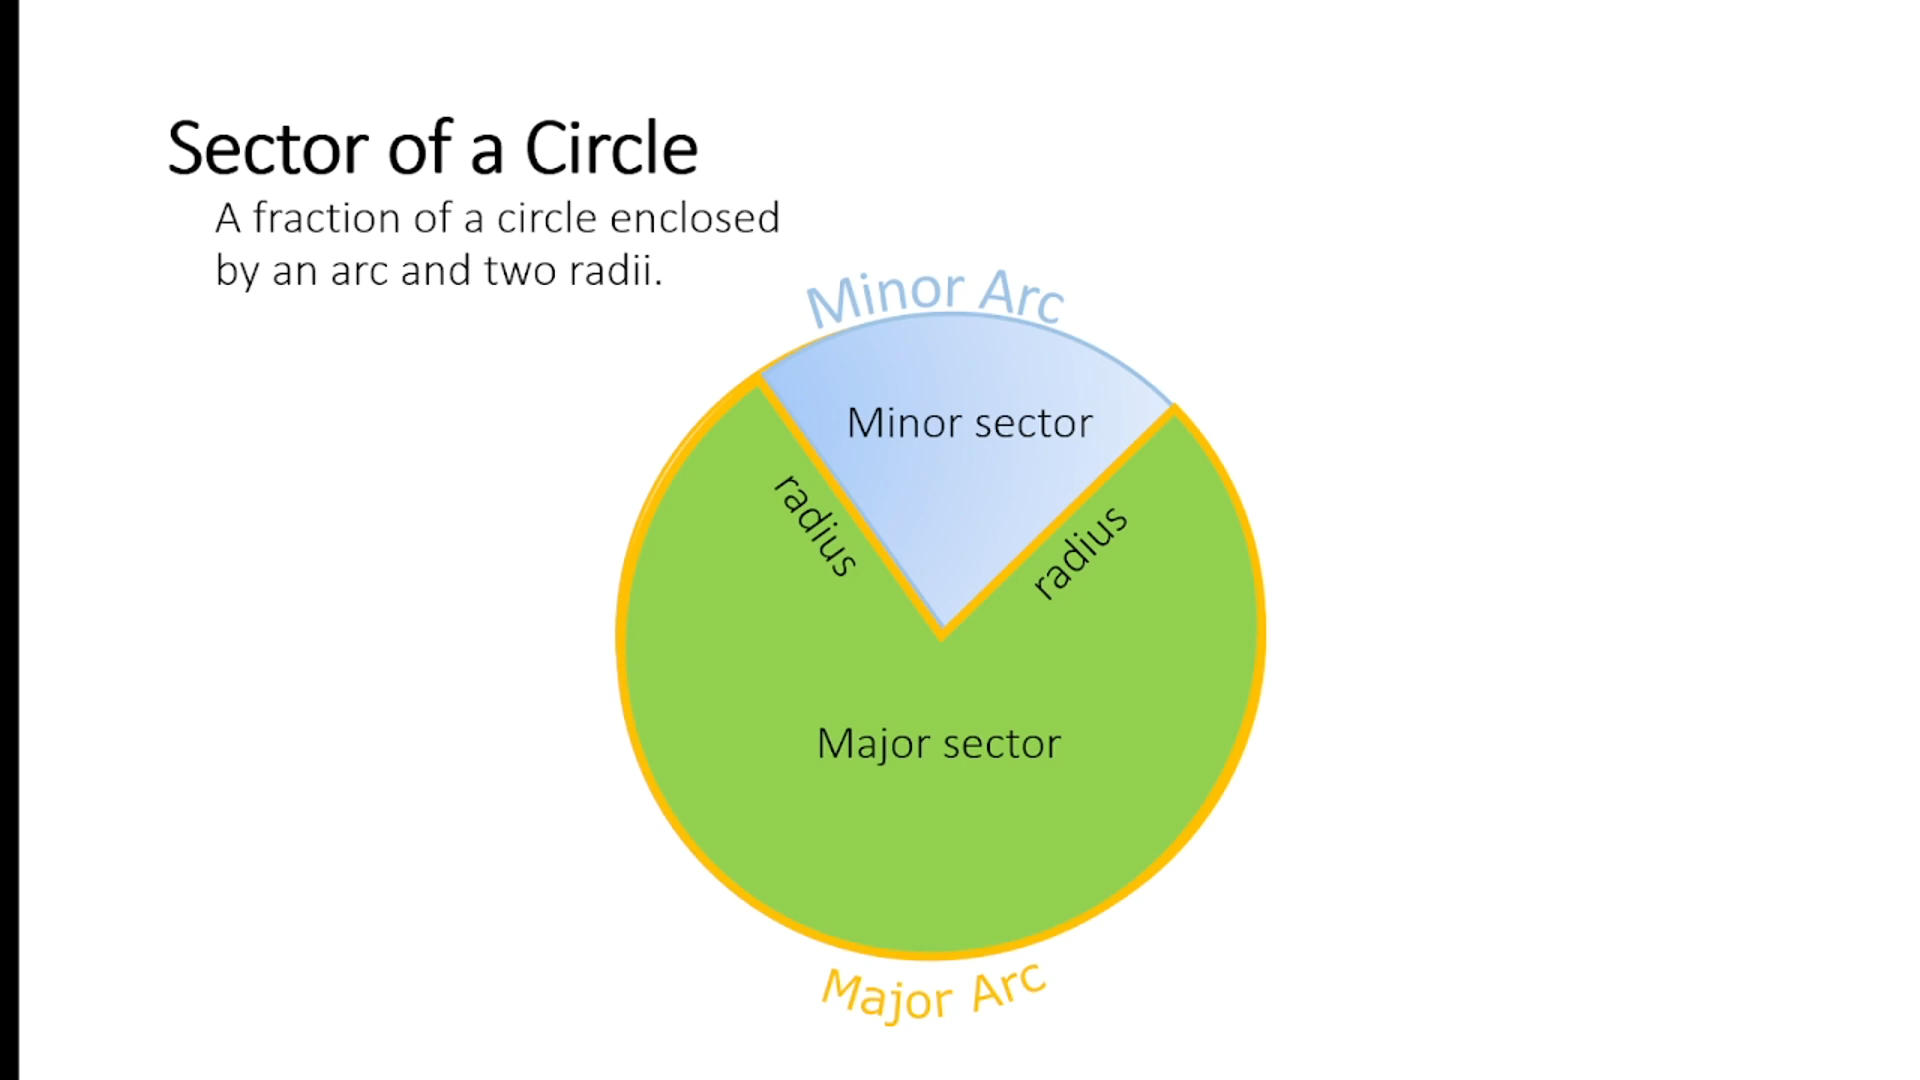 Sector of a Circle
A fraction of a circle enclosed
by an arc and two radii.
Minor Arc
Minor sector
radius
radius
Major sector
Major Arc